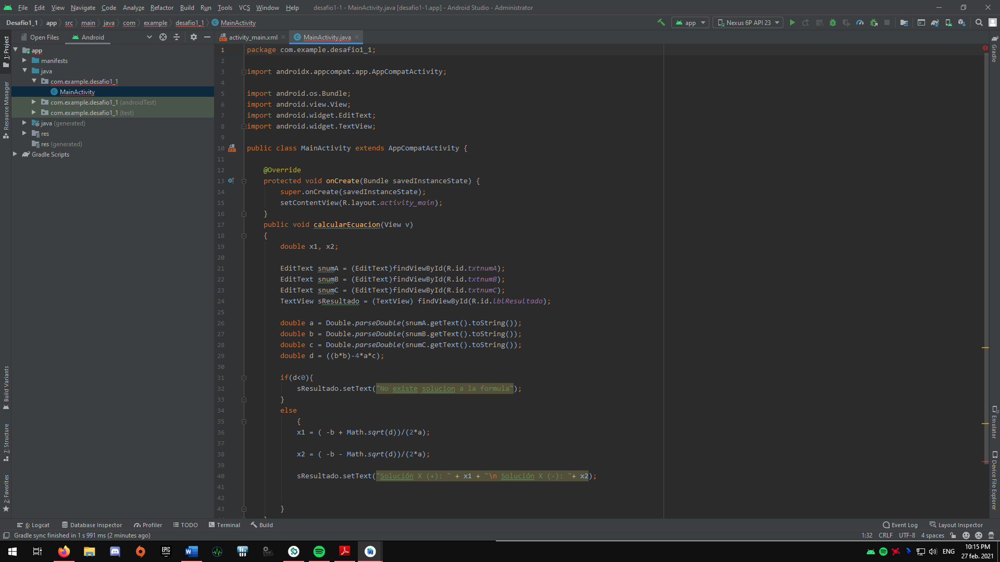 File Edit View Navigate Code Analyze Refactor Build Run Tools VCS Window Help desafio1-1 - MainActivity.java [desafio1-1.app] - Android Studio - Administrator
Desafio1_1 app src main java com example desafio1_1 MainActivity app Nexus 6P API 23
Open Files Android activity_main.xml MainActivity.java
1: Project
Resource Manager
Build Variants
7: Structure
2: Favorites
app
manifests
java
com.example.desafio1_1
MainActivity
com.example.desafio1_1 (androidTest)
com.example.desafio1_1 (test)
java (generated)
res
res (generated)
Gradle Scripts
1 package com.example.desafio1_1;
2
3 import androidx.appcompat.app.AppCompatActivity;
4
5 import android.os.Bundle;
6 import android.view.View;
7 import android.widget.EditText;
8 import android.widget.TextView;
9
10 public class MainActivity extends AppCompatActivity {
11
12 @Override
13 protected void onCreate(Bundle savedInstanceState) {
14 super.onCreate(savedInstanceState);
15 setContentView(R.layout.activity_main);
16 }
17 public void calcularEcuacion(View v)
18 {
19 double x1, x2;
20
21 EditText snumA = (EditText)findViewById(R.id.txtnumA);
22 EditText snumB = (EditText)findViewById(R.id.txtnumB);
23 EditText snumC = (EditText)findViewById(R.id.txtnumC);
24 TextView sResultado = (TextView) findViewById(R.id.lblResultado);
25
26 double a = Double.parseDouble(snumA.getText().toString());
27 double b = Double.parseDouble(snumB.getText().toString());
28 double c = Double.parseDouble(snumC.getText().toString());
29 double d = ((b*b)-4*a*c);
30
31 if(d<0){
32 sResultado.setText("No existe solucion a la formula");
33 }
34 else
35 {
36 x1 = ( -b + Math.sqrt(d))/(2*a);
37
38 x2 = ( -b - Math.sqrt(d))/(2*a);
39
40 sResultado.setText("Solución X (+): " + x1 + "\n Solución X (-): "+ x2);
41
42
43 }
Gradle
Emulator
Device File Explorer
6: Logcat Database Inspector Profiler TODO Terminal Build Event Log Layout Inspector
Gradle sync finished in 1 s 991 ms (2 minutes ago) 1:32 CRLF UTF-8 4 spaces
EPIC GAMES
ENG
10:15 PM
27 feb. 2021